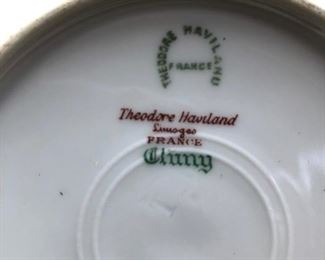 THEODORE HAVILAND
FRANCE
Theodore Haviland
Limoges
FRANCE
Cluny